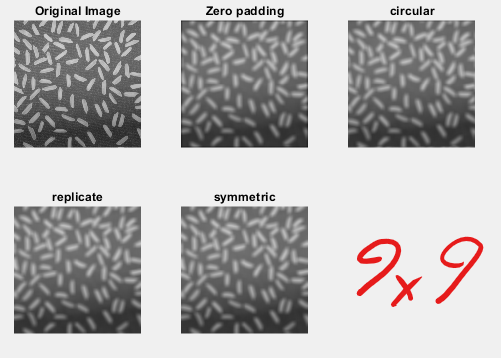 Original Image
Zero padding
circular
replicate
symmetric
9x9